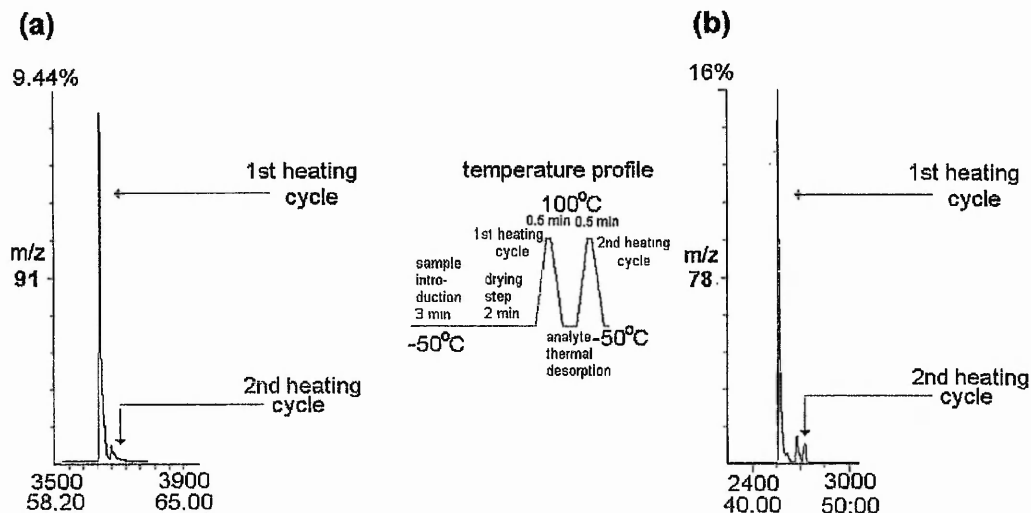 (a)
9.44%
1st heating
cycle
m/z
91
2nd heating
cycle
3500
3900
58.20
65.00
temperature profile
100°C
0.5 min 0.5 min
1st heating
cycle
2nd heating
cycle
sample
intro-
duction
3 min
drying
step
2 min
-50°C
-50°C
analyte
thermal
desorption
(b)
16%
1st heating
cycle
m/z
78
2nd heating
cycle
2400
3000
40.00
50:00